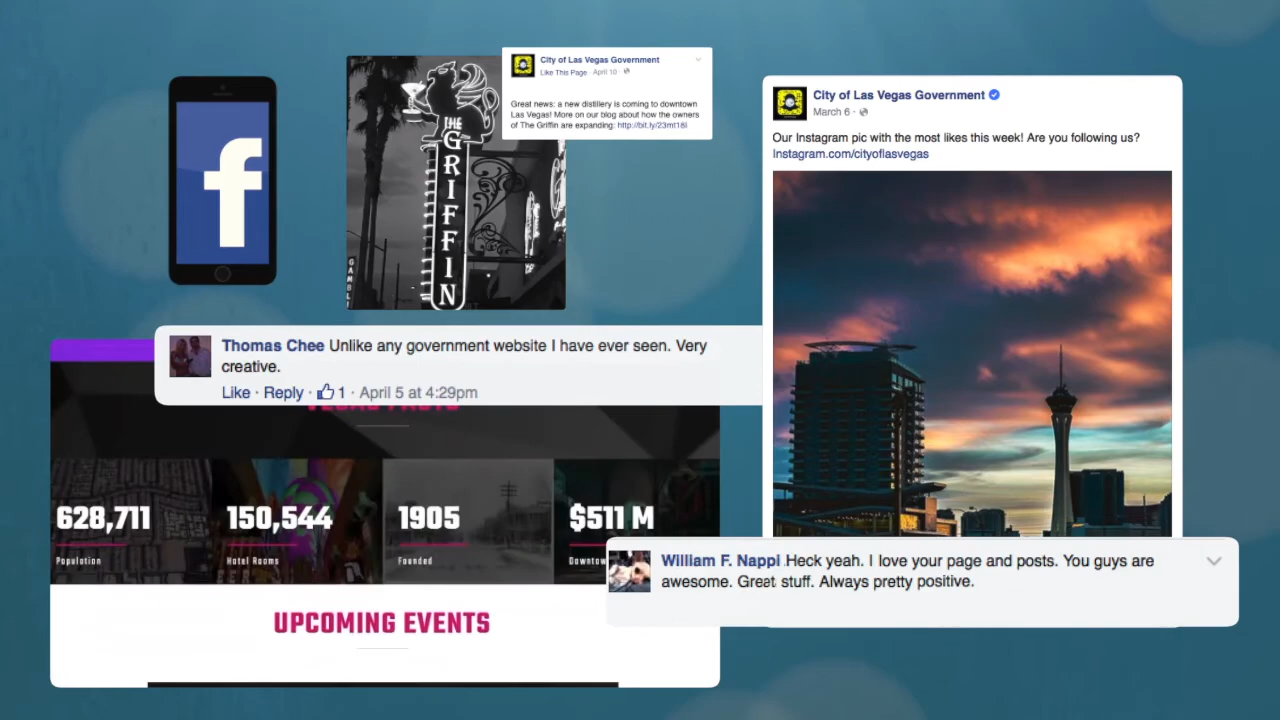 f
THE
GRIFFIN
GAMBLI
City of Las Vegas Government
Like This Page · April 10 ·
Great news: a new distillery is coming to downtown
Las Vegas! More on our blog about how the owners
of The Griffin are expanding: http://bit.ly/23mt18l
City of Las Vegas Government
March 6 ·
Our Instagram pic with the most likes this week! Are you following us?
Instagram.com/cityoflasvegas
Thomas Chee Unlike any government website I have ever seen. Very
creative.
Like · Reply · 1 · April 5 at 4:29pm
VEGAS FACTS
628,711
Population
150,544
Hotel Rooms
1905
Founded
$511 M
Downtow
UPCOMING EVENTS
William F. Nappi Heck yeah. I love your page and posts. You guys are
awesome. Great stuff. Always pretty positive.